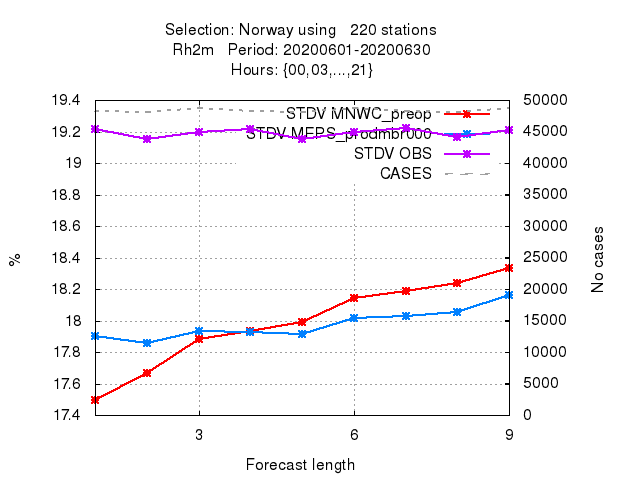 Selection: Norway using   220 stations
Rh2m   Period: 20200601-20200630
Hours: {00,03,...,21}
19.4
19.2
19
18.8
18.6
18.4
18.2
18
17.8
17.6
17.4
%
STDV MNWC_preop
STDV MEPS_prodmbr000
STDV OBS
CASES
50000
45000
40000
35000
30000
25000
20000
15000
10000
5000
0
No cases
3
6
9
Forecast length